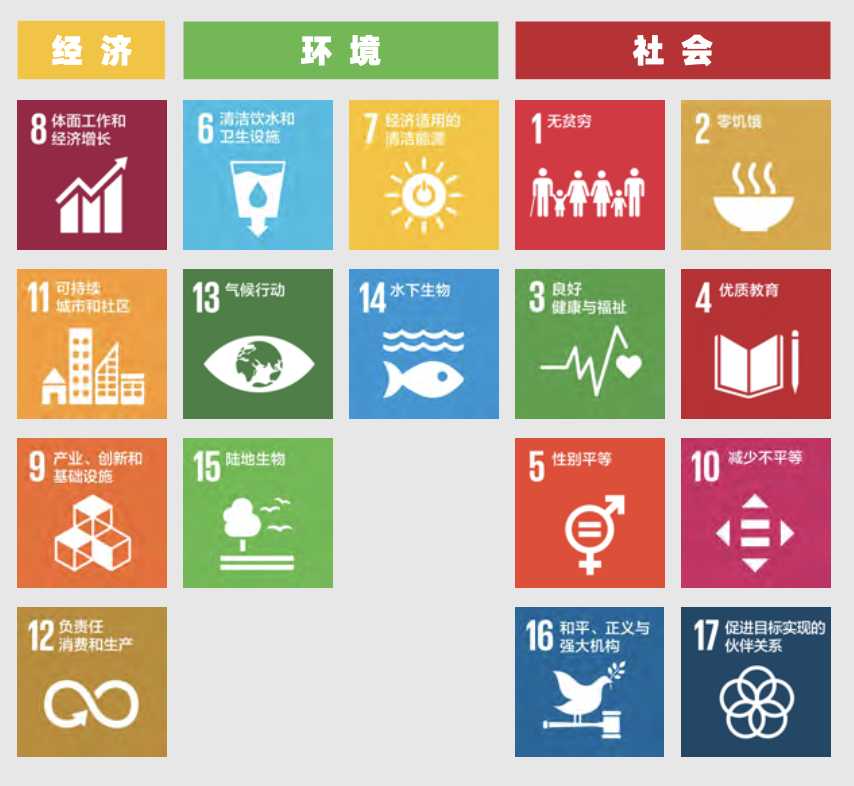 经济
环境
社会
8 体面工作和
经济增长
6 清洁饮水和
卫生设施
7 经济适用的
清洁能源
1 无贫穷
2 零饥饿
11 可持续
城市和社区
13 气候行动
14 水下生物
3 良好
健康与福祉
4 优质教育
9 产业、创新和
基础设施
15 陆地生物
5 性别平等
10 减少不平等
12 负责任
消费和生产
16 和平、正义与
强大机构
17 促进目标实现的
伙伴关系